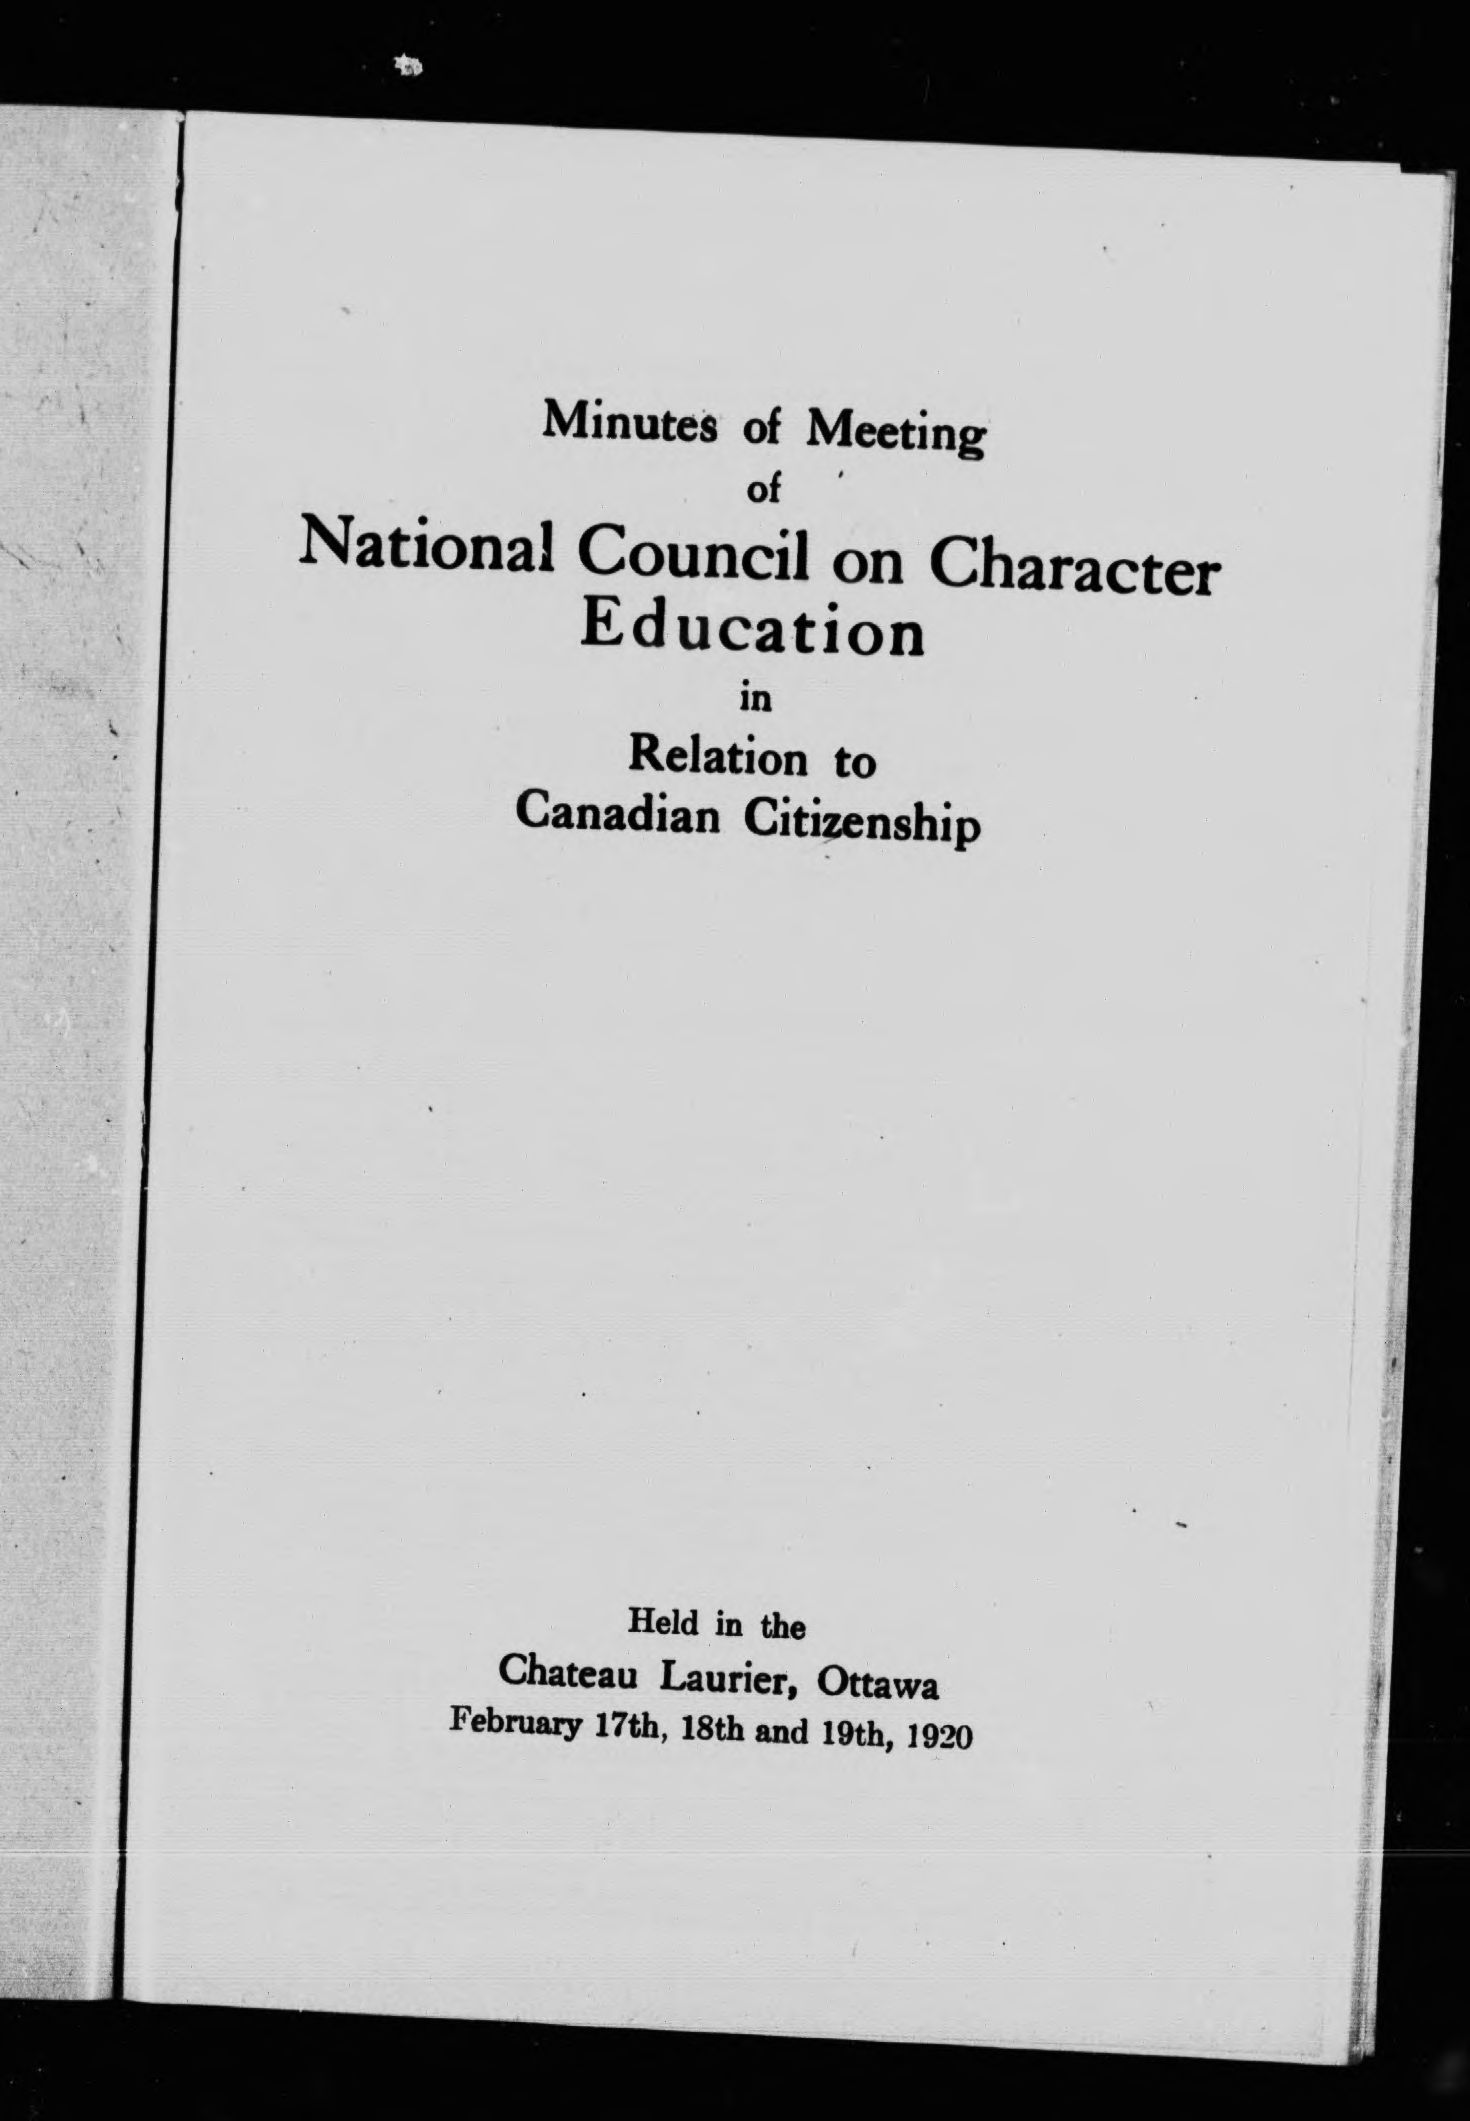 Minutes of Meeting
of
National Council on Character
Education
in
Relation to
Canadian Citizenship
Held in the
Chateau Laurier, Ottawa
February 17th, 18th and 19th, 1920